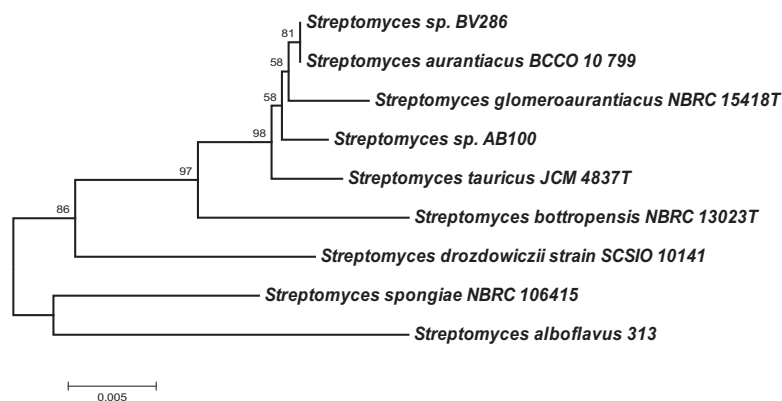 81
Streptomyces sp. BV286
Streptomyces aurantiacus BCCO 10 799
58
Streptomyces glomeroaurantiacus NBRC 15418T
58
Streptomyces sp. AB100
98
Streptomyces tauricus JCM 4837T
97
Streptomyces bottropensis NBRC 13023T
86
Streptomyces drozdowiczii strain SCSIO 10141
Streptomyces spongiae NBRC 106415
Streptomyces alboflavus 313
0.005